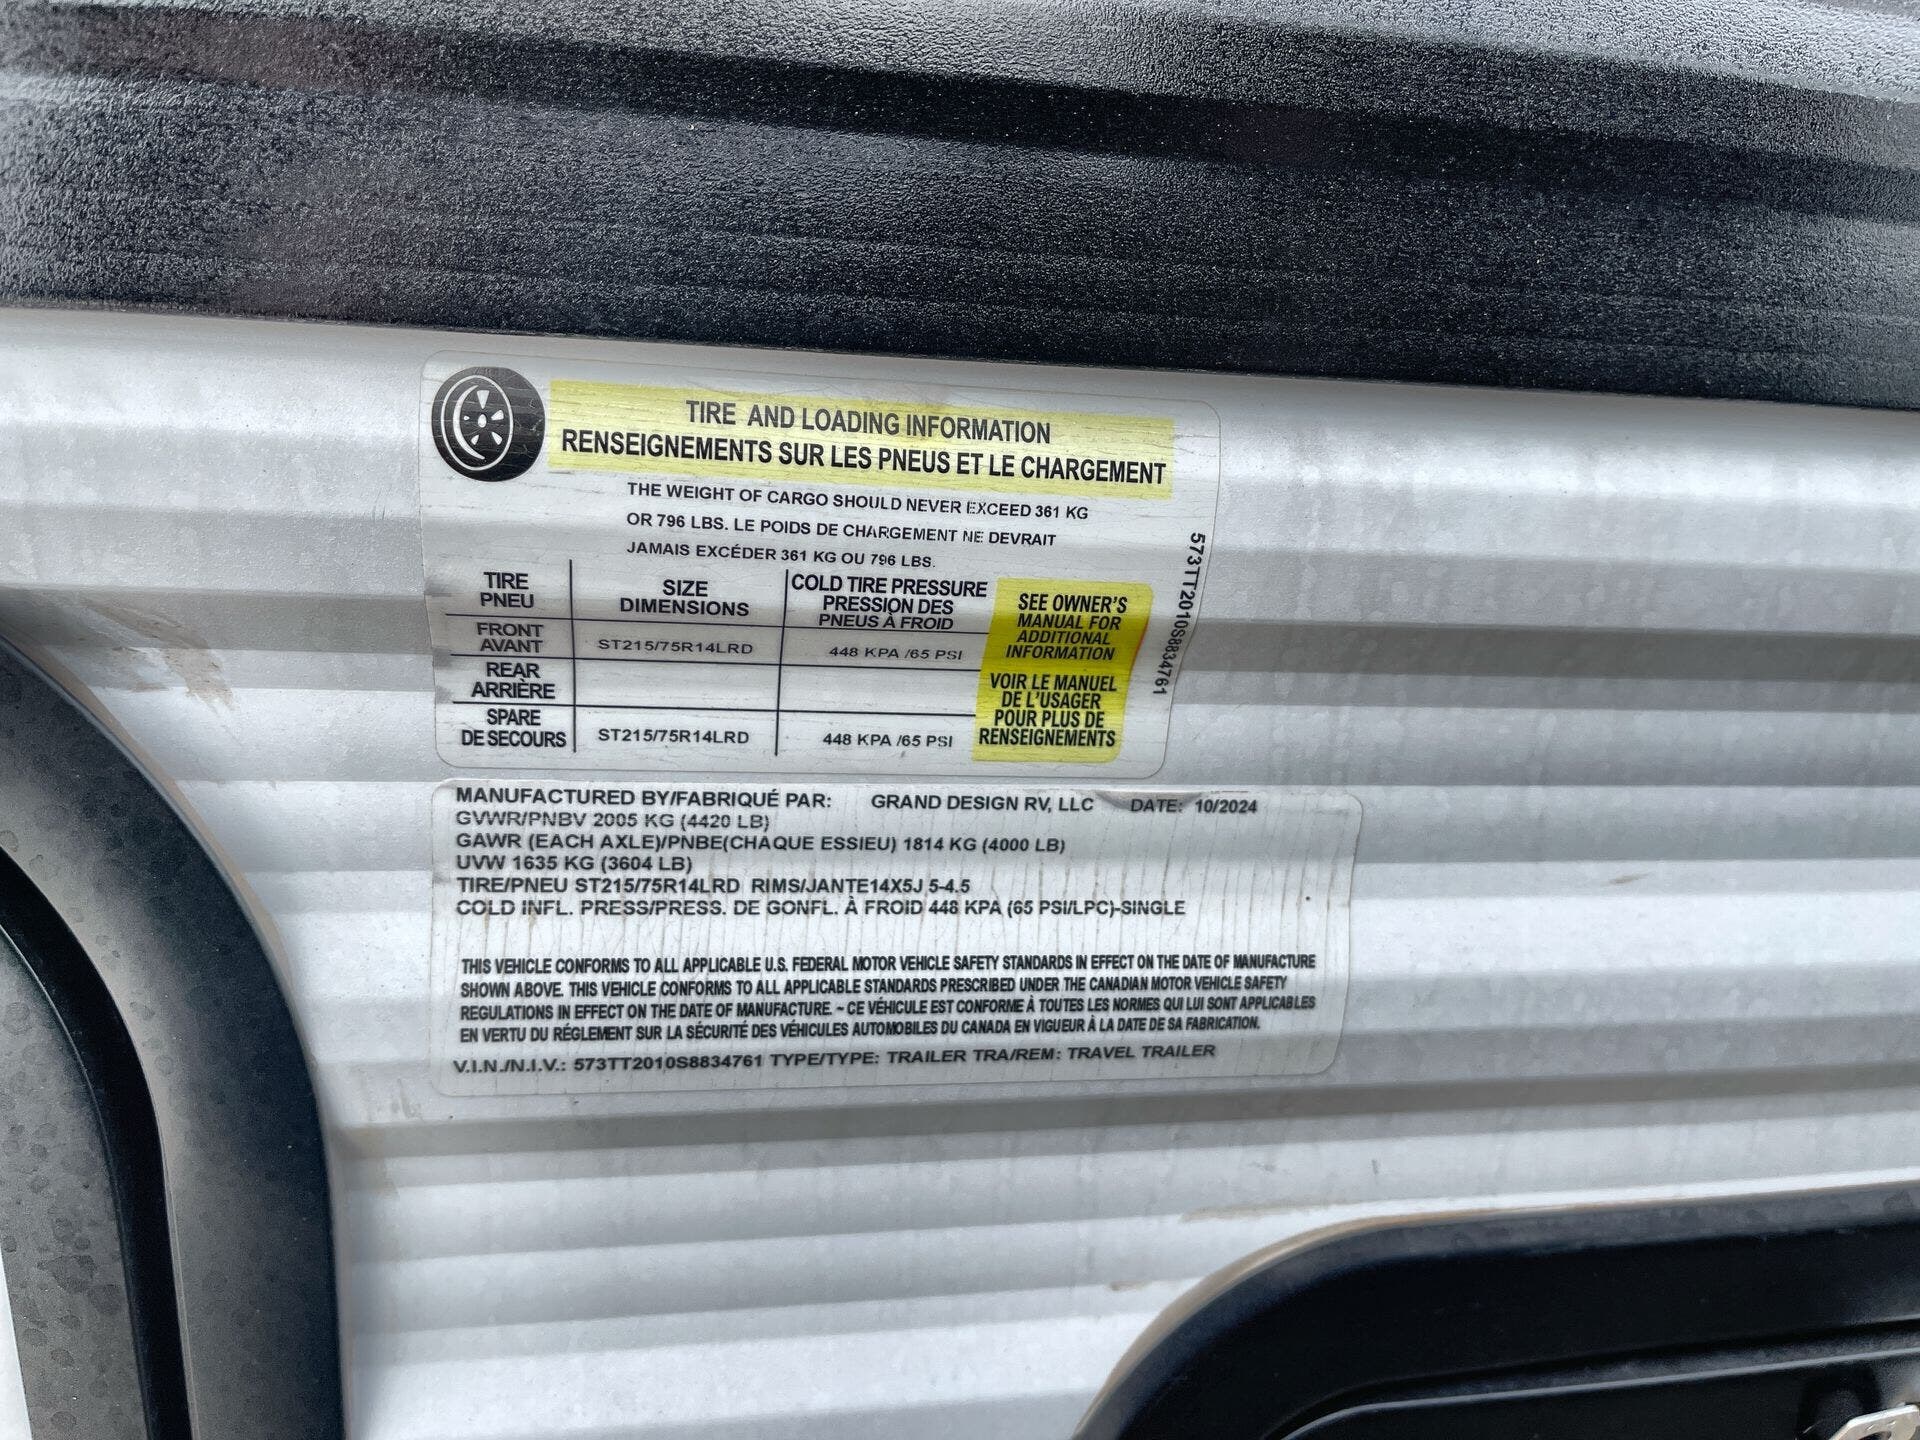 TIRE AND LOADING INFORMATION
RENSEIGNEMENTS SUR LES PNEUS ET LE CHARGEMENT
THE WEIGHT OF CARGO SHOULD NEVER EXCEED 361 KG
OR 796 LBS. LE POIDS DE CHARGEMENT NE DEVRAIT
JAMAIS EXCÉDER 361 KG OU 796 LBS.
TIRE
PNEU
SIZE
DIMENSIONS
COLD TIRE PRESSURE
PRESSION DES
PNEUS À FROID
FRONT
AVANT
ST215/75R14LRD
448 KPA /65 PSI
REAR
ARRIÈRE
SPARE
DE SECOURS
ST215/75R14LRD
448 KPA /65 PSI
SEE OWNER'S
MANUAL FOR
ADDITIONAL
INFORMATION
VOIR LE MANUEL
DE L'USAGER
POUR PLUS DE
RENSEIGNEMENTS
573TT2010S8834761
MANUFACTURED BY/FABRIQUÉ PAR: GRAND DESIGN RV, LLC DATE: 10/2024
GVWR/PNBV 2005 KG (4420 LB)
GAWR (EACH AXLE)/PNBE(CHAQUE ESSIEU) 1814 KG (4000 LB)
UVW 1635 KG (3604 LB)
TIRE/PNEU ST215/75R14LRD RIMS/JANTE14X5J 5-4.5
COLD INFL. PRESS/PRESS. DE GONFL. À FROID 448 KPA (65 PSI/LPC)-SINGLE
THIS VEHICLE CONFORMS TO ALL APPLICABLE U.S. FEDERAL MOTOR VEHICLE SAFETY STANDARDS IN EFFECT ON THE DATE OF MANUFACTURE
SHOWN ABOVE. THIS VEHICLE CONFORMS TO ALL APPLICABLE STANDARDS PRESCRIBED UNDER THE CANADIAN MOTOR VEHICLE SAFETY
REGULATIONS IN EFFECT ON THE DATE OF MANUFACTURE. ~ CE VÉHICULE EST CONFORME À TOUTES LES NORMES QUI LUI SONT APPLICABLES
EN VERTU DU RÉGLEMENT SUR LA SÉCURITÉ DES VÉHICULES AUTOMOBILES DU CANADA EN VIGUEUR À LA DATE DE SA FABRICATION.
V.I.N./N.I.V.: 573TT2010S8834761 TYPE/TYPE: TRAILER TRA/REM: TRAVEL TRAILER